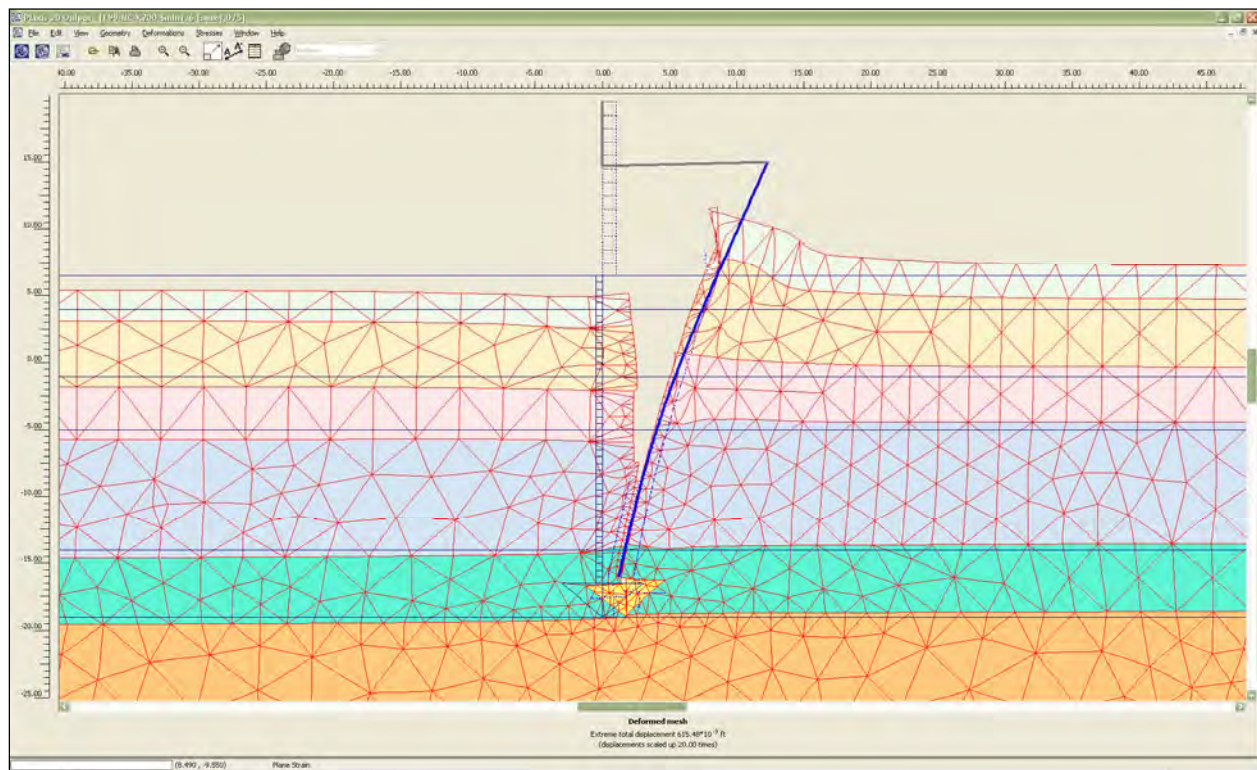 File Edit View Geometry Deformations Stresses Window Help
-35.00 -30.00 -25.00 -20.00 -15.00 -10.00 -5.00 0.00 5.00 10.00 15.00 20.00 25.00 30.00 35.00 40.00 45.00
15.00
10.00
5.00
0.00
-5.00
-10.00
-15.00
-20.00
-25.00
Deformed mesh
Extreme total displacement 615.48*10⁻³ ft
(displacements scaled up 20.00 times)
(8.490 , -9.550) Plane Strain